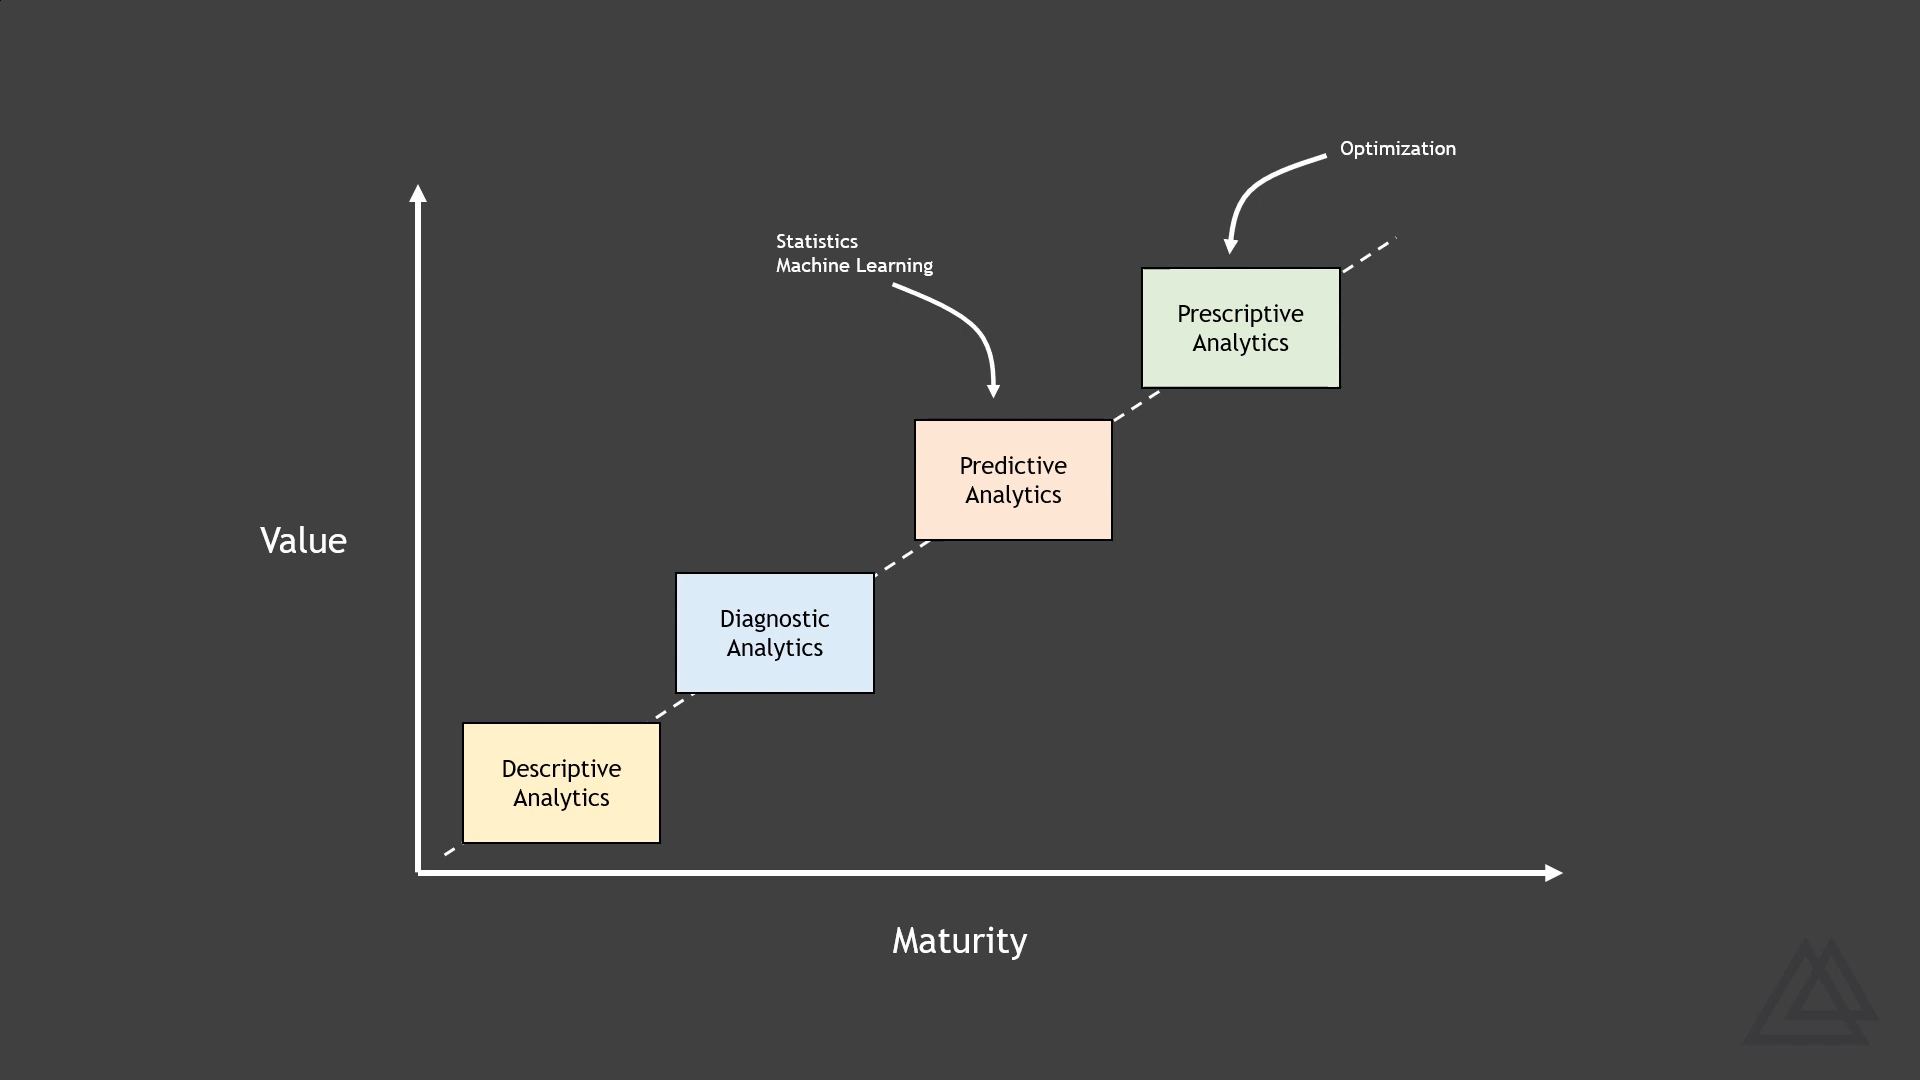 Optimization
Statistics
Machine Learning
Prescriptive
Analytics
Predictive
Analytics
Value
Diagnostic
Analytics
Descriptive
Analytics
Maturity